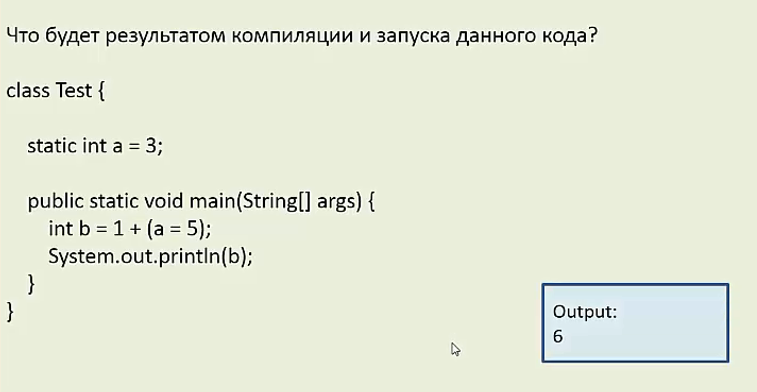 Что будет результатом компиляции и запуска данного кода?
class Test {
static int a = 3;
public static void main(String[] args) {
int b = 1 + (a = 5);
System.out.println(b);
}
}
Output:
6